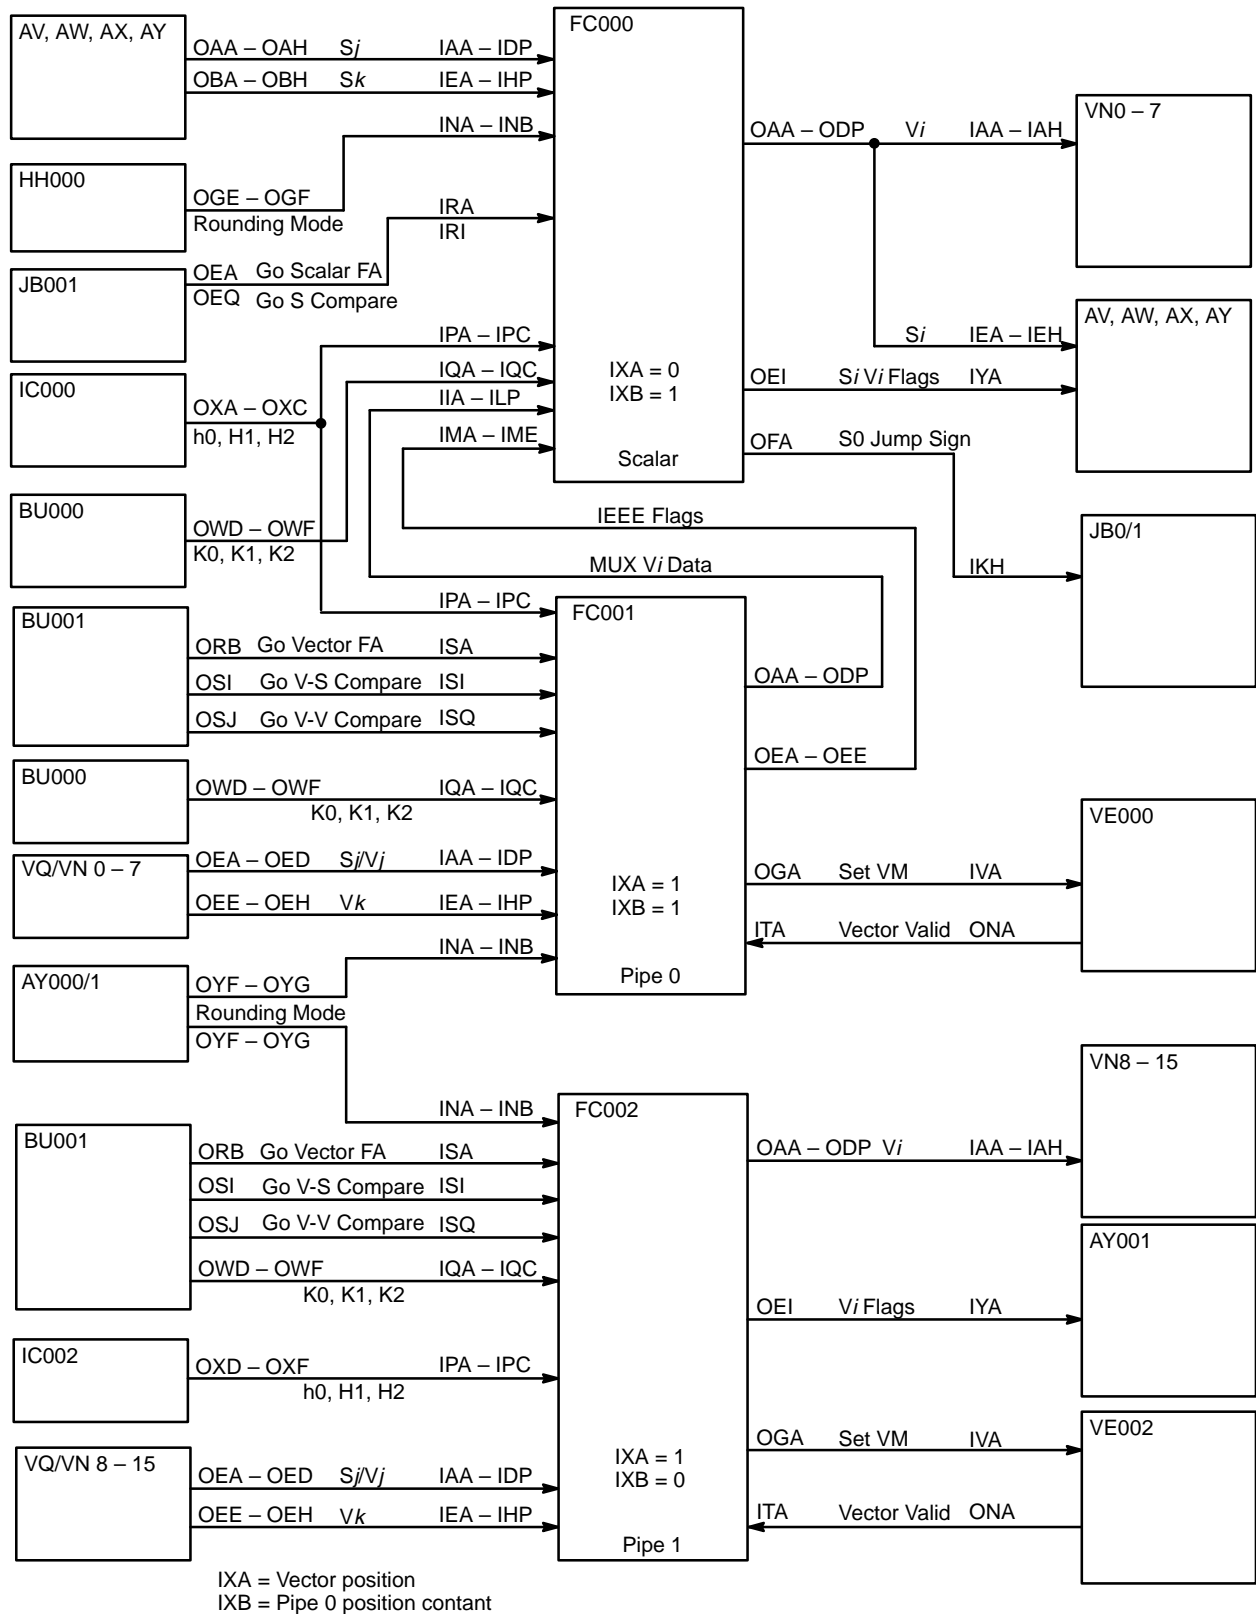 AV, AW, AX, AY
OAA – OAH Sj IAA – IDP
OBA – OBH Sk IEA – IHP
INA – INB
HH000
OGE – OGF
Rounding Mode
IRA
IRI
JB001
OEA Go Scalar FA
OEQ Go S Compare
IPA – IPC
IQA – IQC
IC000
OXA – OXC
h0, H1, H2
IIA – ILP
IMA – IME
BU000
OWD – OWF
K0, K1, K2
FC000
IXA = 0
IXB = 1
Scalar
OAA – ODP Vi IAA – IAH
VN0 – 7
Si IEA – IEH
AV, AW, AX, AY
OEI Si Vi Flags IYA
OFA S0 Jump Sign
IKH
JB0/1
IEEE Flags
MUX Vi Data
IPA – IPC
BU001
ORB Go Vector FA ISA
OSI Go V-S Compare ISI
OSJ Go V-V Compare ISQ
BU000
OWD – OWF IQA – IQC
K0, K1, K2
VQ/VN 0 – 7
OEA – OED Sj/Vj IAA – IDP
OEE – OEH Vk IEA – IHP
INA – INB
AY000/1
OYF – OYG
Rounding Mode
OYF – OYG
FC001
OAA – ODP
OEA – OEE
IXA = 1
IXB = 1
Pipe 0
VE000
OGA Set VM IVA
ITA Vector Valid ONA
INA – INB
BU001
ORB Go Vector FA ISA
OSI Go V-S Compare ISI
OSJ Go V-V Compare ISQ
OWD – OWF IQA – IQC
K0, K1, K2
IC002
OXD – OXF IPA – IPC
h0, H1, H2
VQ/VN 8 – 15
OEA – OED Sj/Vj IAA – IDP
OEE – OEH Vk IEA – IHP
FC002
IXA = 1
IXB = 0
Pipe 1
VN8 – 15
OAA – ODP Vi IAA – IAH
AY001
OEI Vi Flags IYA
VE002
OGA Set VM IVA
ITA Vector Valid ONA
IXA = Vector position
IXB = Pipe 0 position contant